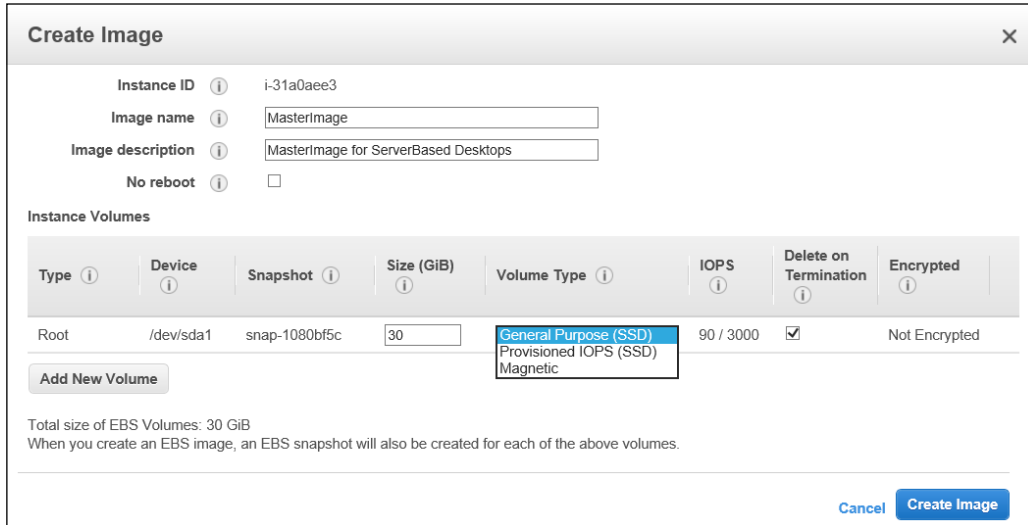 Create Image
Instance ID i-31a0aee3
Image name MasterImage
Image description MasterImage for ServerBased Desktops
No reboot
Instance Volumes
Type Device Snapshot Size (GiB) Volume Type IOPS Delete on Termination Encrypted
Root /dev/sda1 snap-1080bf5c 30 General Purpose (SSD) 90 / 3000 Not Encrypted
Provisioned IOPS (SSD)
Magnetic
Add New Volume
Total size of EBS Volumes: 30 GiB
When you create an EBS image, an EBS snapshot will also be created for each of the above volumes.
Cancel Create Image